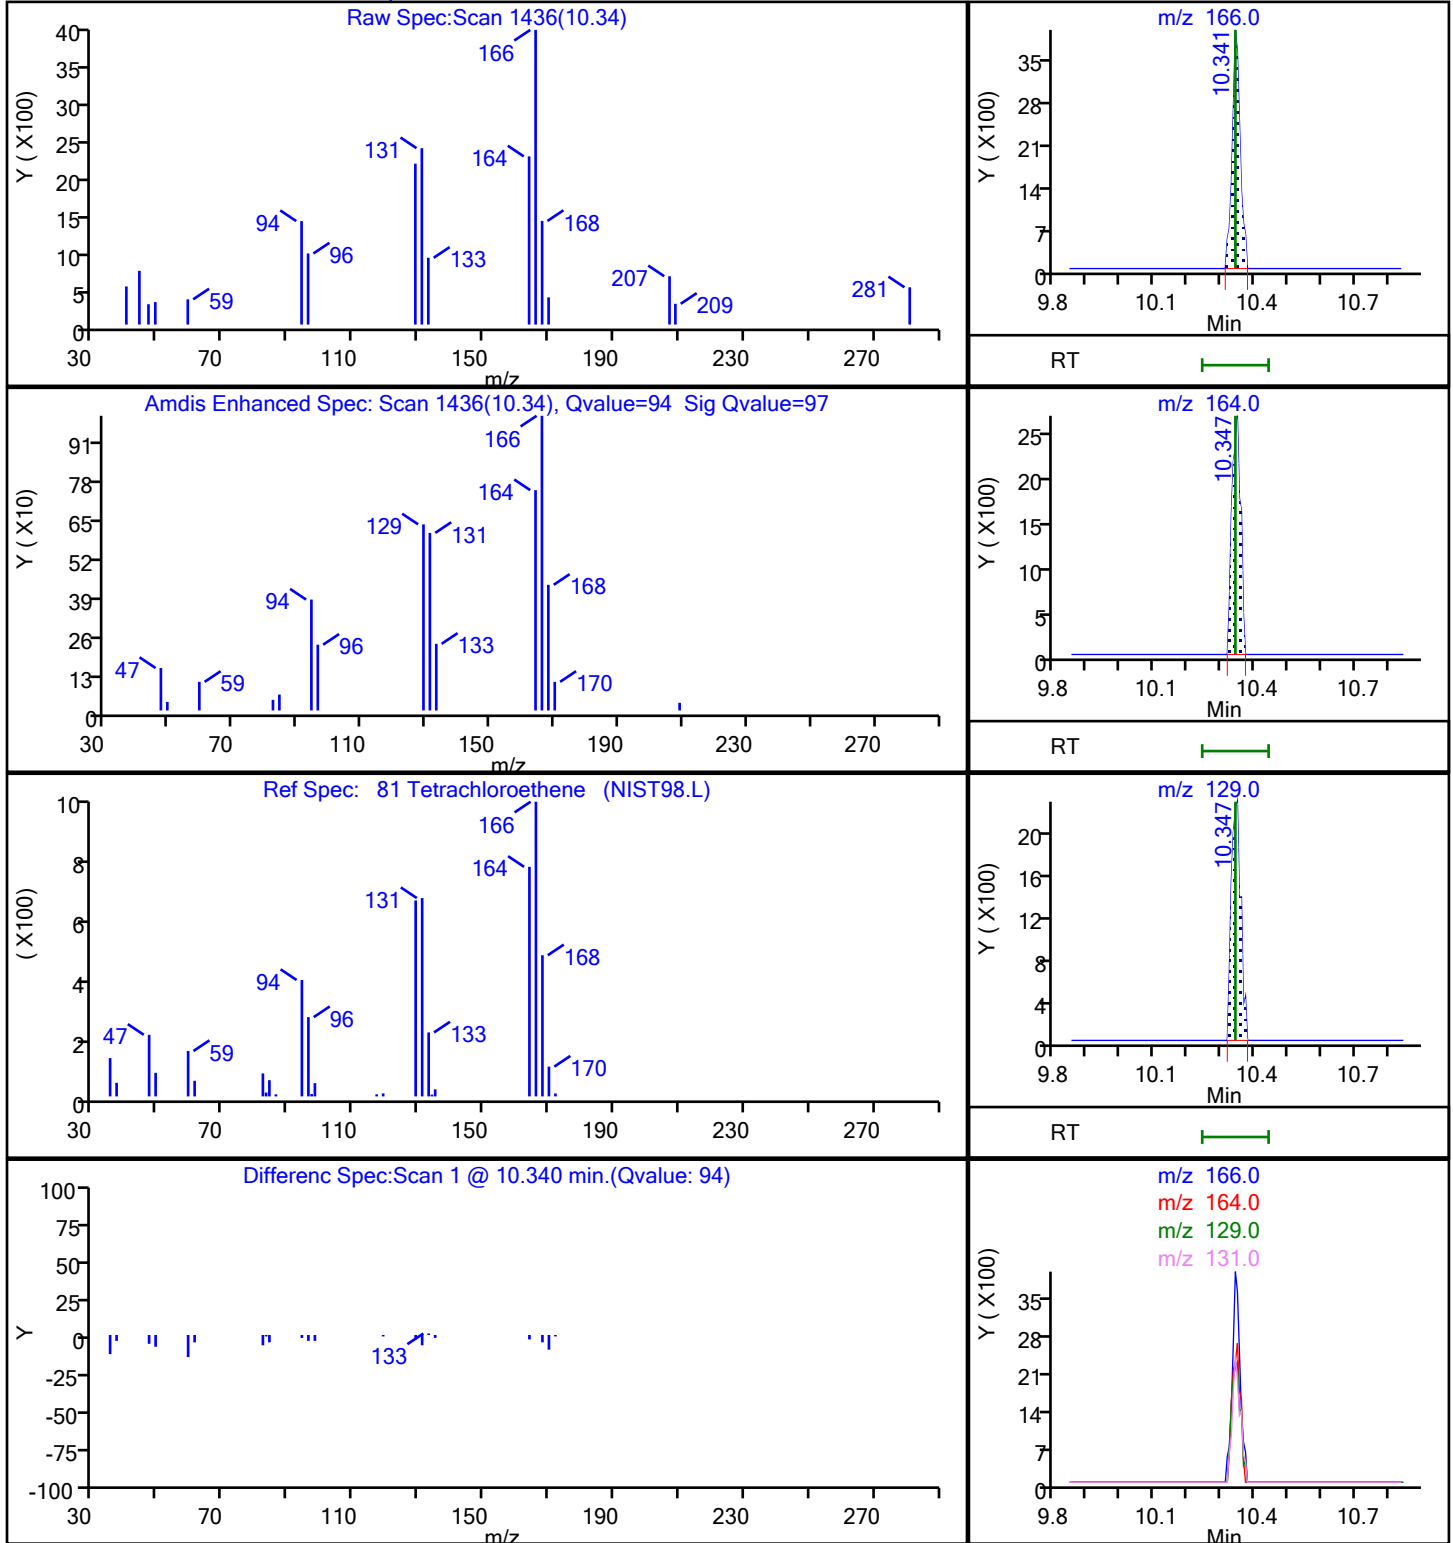 Raw Spec:Scan 1436(10.34)
40
35
30
25
20
15
10
5
0
Y ( X100)
166
131
164
94
96
133
168
59
207
209
281
30 70 110 150 190 230 270
m/z
m/z 166.0
10.341
35
28
21
14
7
0
Y ( X100)
9.8 10.1 10.4 10.7
Min
RT
Amdis Enhanced Spec: Scan 1436(10.34), Qvalue=94 Sig Qvalue=97
91
78
65
52
39
26
13
0
Y ( X10)
166
164
129
131
168
94
96
133
47
59
170
30 70 110 150 190 230 270
m/z
m/z 164.0
10.347
25
20
15
10
5
0
Y ( X100)
9.8 10.1 10.4 10.7
Min
RT
Ref Spec: 81 Tetrachloroethene (NIST98.L)
10
8
6
4
2
0
( X100)
166
164
131
168
94
96
133
47
59
170
30 70 110 150 190 230 270
m/z 129.0
10.347
20
16
12
8
4
0
Y ( X100)
9.8 10.1 10.4 10.7
Min
RT
Differenc Spec:Scan 1 @ 10.340 min.(Qvalue: 94)
100
75
50
25
0
-25
-50
-75
-100
Y
133
30 70 110 150 190 230 270
m/z
m/z 166.0
m/z 164.0
m/z 129.0
m/z 131.0
35
28
21
14
7
0
Y ( X100)
9.8 10.1 10.4 10.7
Min